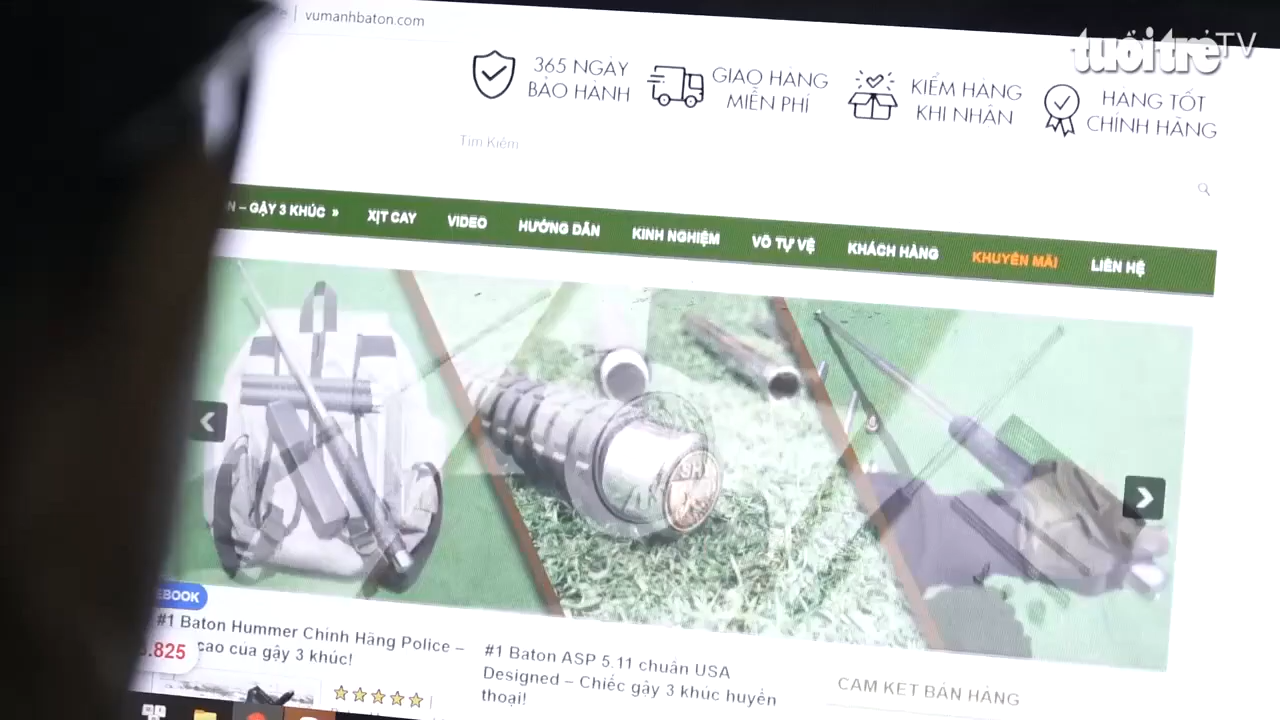 vumanhbaton.com
tuổi trẻ TV
365 NGÀY
BẢO HÀNH
GIAO HÀNG
MIỄN PHÍ
KIỂM HÀNG
KHI NHẬN
HÀNG TỐT
CHÍNH HÃNG
Tìm Kiếm
– GẬY 3 KHÚC » XỊT CAY VIDEO HƯỚNG DẪN KINH NGHIỆM VÕ TỰ VỆ KHÁCH HÀNG KHUYẾN MÃI LIÊN HỆ
EBOOK
#1 Baton Hummer Chính Hãng Police –
cao của gậy 3 khúc!
.825
#1 Baton ASP 5.11 chuẩn USA
Designed – Chiếc gậy 3 khúc huyền
thoại!
CAM KẾT BÁN HÀNG